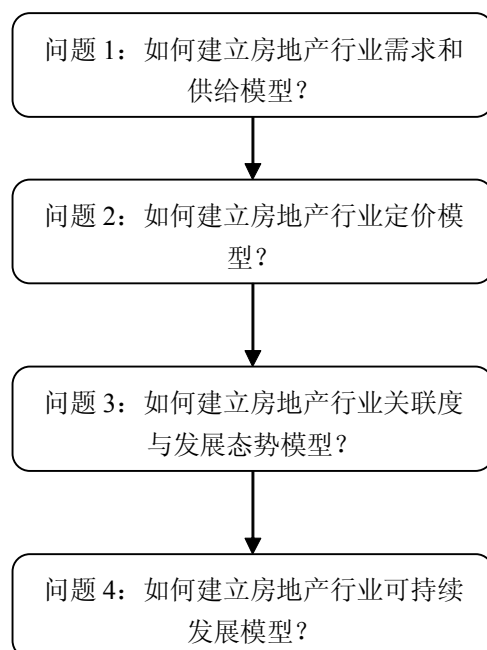 问题 1：如何建立房地产行业需求和
供给模型？
问题 2：如何建立房地产行业定价模
型？
问题 3：如何建立房地产行业关联度
与发展态势模型？
问题 4：如何建立房地产行业可持续
发展模型？